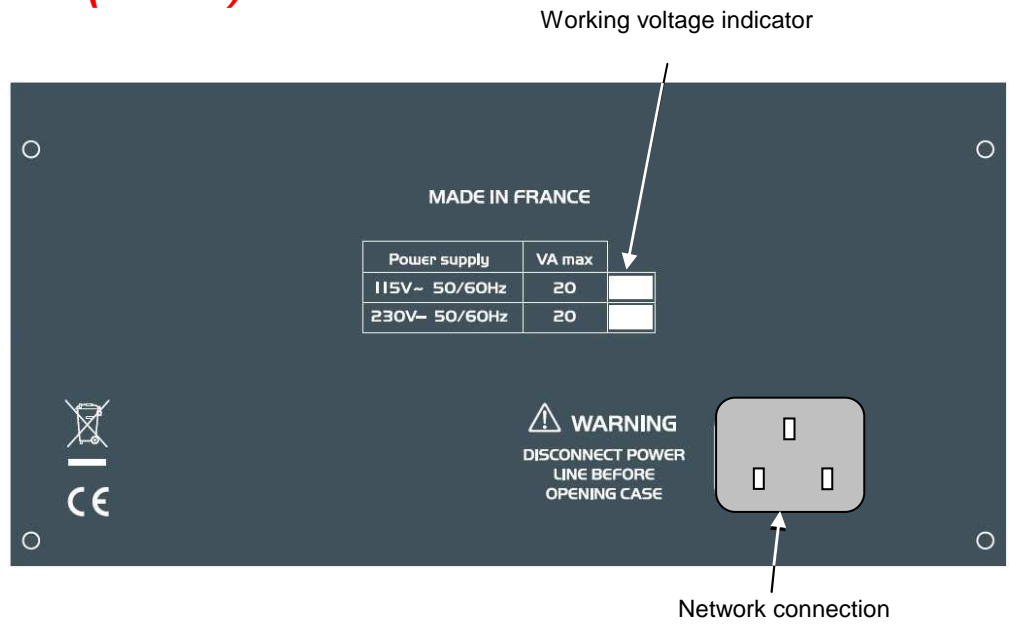 Working voltage indicator
MADE IN FRANCE
Power supply VA max
115V~ 50/60Hz 20
230V~ 50/60Hz 20
WARNING
DISCONNECT POWER
LINE BEFORE
OPENING CASE
CE
Network connection